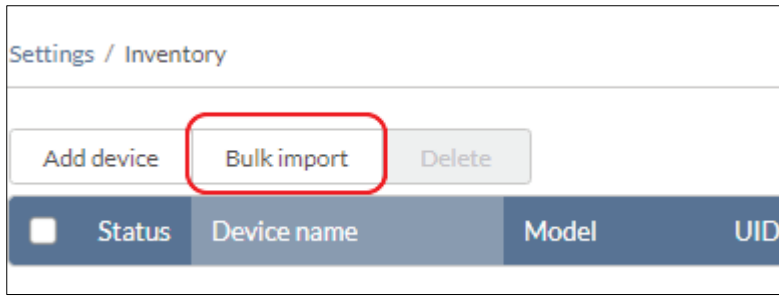 Settings / Inventory
Add device Bulk import Delete
Status Device name Model UID